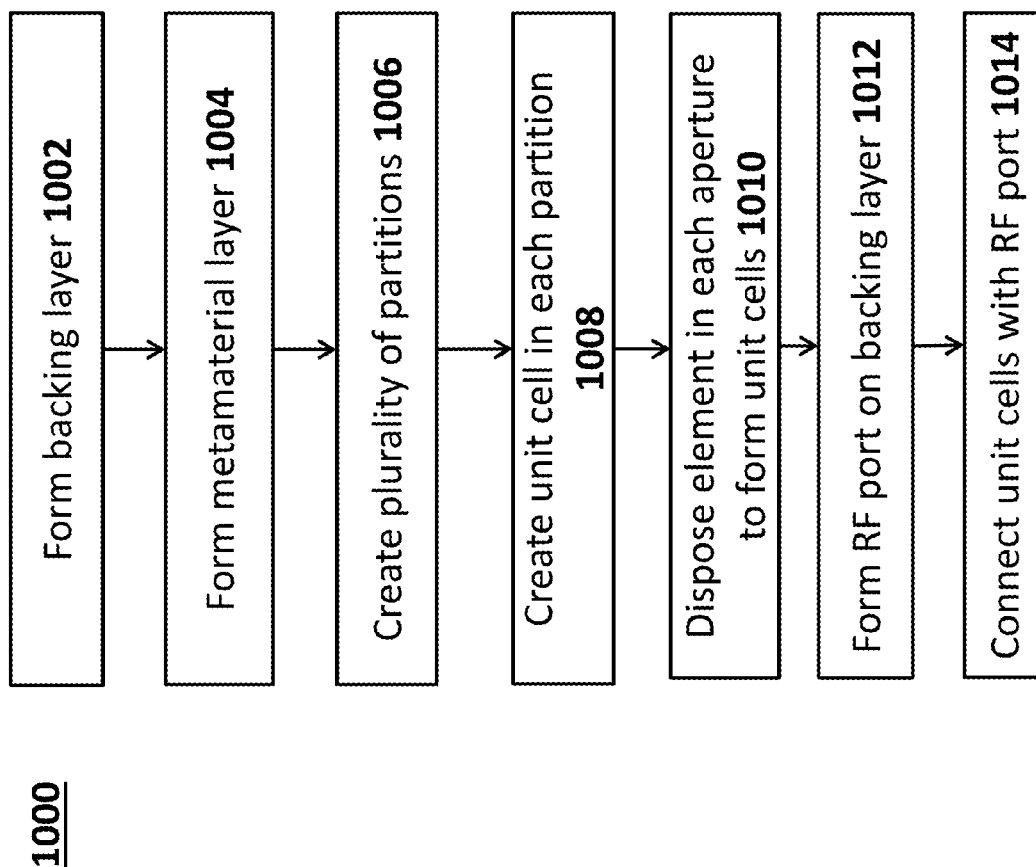 1000
Form backing layer 1002
Form metamaterial layer 1004
Create plurality of partitions 1006
Create unit cell in each partition
1008
Dispose element in each aperture
to form unit cells 1010
Form RF port on backing layer 1012
Connect unit cells with RF port 1014